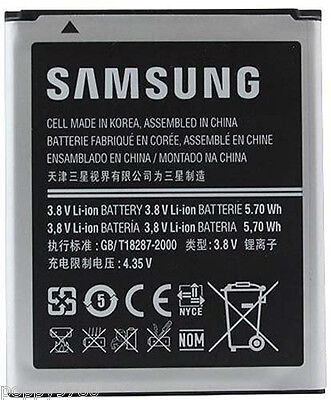 SAMSUNG
CELL MADE IN KOREA, ASSEMBLED IN CHINA
BATTERIE FABRIQUÉ EN CORÉE, ASSEMBLÉ EN CHINE
ENSAMBLADO EN CHINA / MONTADO NA CHINA
天津三星视界有限公司为三星制造
3.8 V Li-ion BATTERY 3.8 V Li-ion BATTERIE 5.70 Wh
3,8 V Li-ion BATERÍA 3,8 V Li-ion BATERIA 5,70 Wh
执行标准: GB/T18287-2000 类型: 3.8 V 锂离子
充电限制电压: 4.35 V
5
NYCE
NOM